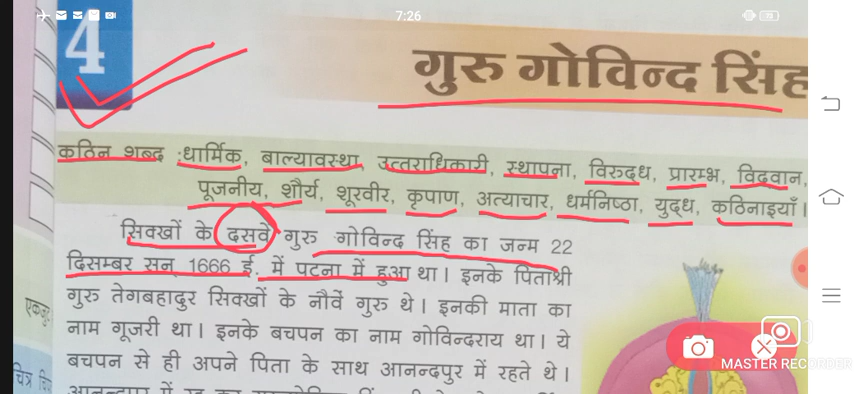 7:26
4
गुरु गोविन्द सिंह
कठिन शब्द :धार्मिक, बाल्यावस्था, उत्तराधिकारी, स्थापना, विरुद्ध, प्रारम्भ, विद्वान,
पूजनीय, शौर्य, शूरवीर, कृपाण, अत्याचार, धर्मनिष्ठा, युद्ध, कठिनाइयाँ।
सिक्खों के दसवें गुरु गोविन्द सिंह का जन्म 22
दिसम्बर सन् 1666 ई. में पटना में हुआ था। इनके पिताश्री
गुरु तेगबहादुर सिक्खों के नौवें गुरु थे। इनकी माता का
नाम गूजरी था। इनके बचपन का नाम गोविन्दराय था। ये
बचपन से ही अपने पिता के साथ आनन्दपुर में रहते थे।
एकजु
चित्र
MASTER RECORDER